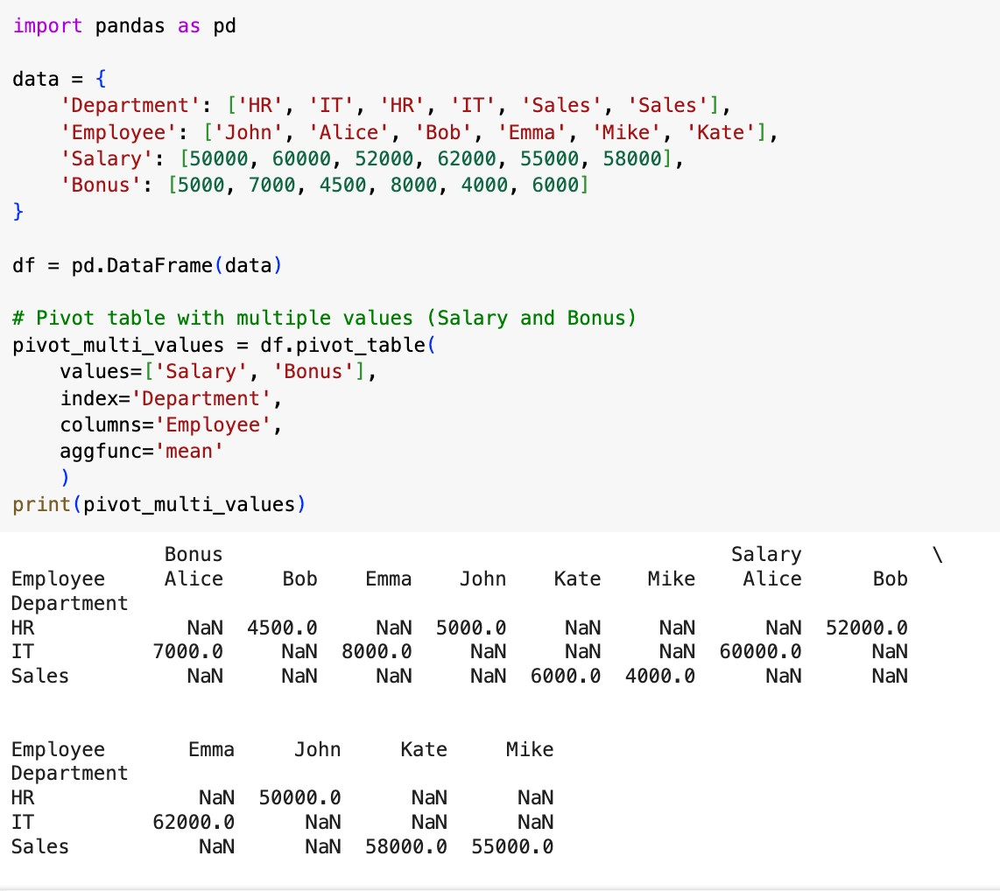 import pandas as pd
data = {
    'Department': ['HR', 'IT', 'HR', 'IT', 'Sales', 'Sales'],
    'Employee': ['John', 'Alice', 'Bob', 'Emma', 'Mike', 'Kate'],
    'Salary': [50000, 60000, 52000, 62000, 55000, 58000],
    'Bonus': [5000, 7000, 4500, 8000, 4000, 6000]
}
df = pd.DataFrame(data)
# Pivot table with multiple values (Salary and Bonus)
pivot_multi_values = df.pivot_table(
    values=['Salary', 'Bonus'],
    index='Department',
    columns='Employee',
    aggfunc='mean'
    )
print(pivot_multi_values)
             Bonus                                           Salary           \
Employee     Alice     Bob    Emma    John    Kate    Mike    Alice      Bob
Department
HR             NaN  4500.0     NaN  5000.0     NaN     NaN      NaN  52000.0
IT          7000.0     NaN  8000.0     NaN     NaN     NaN  60000.0      NaN
Sales          NaN     NaN     NaN     NaN  6000.0  4000.0      NaN      NaN
Employee       Emma     John     Kate     Mike
Department
HR              NaN  50000.0      NaN      NaN
IT          62000.0      NaN      NaN      NaN
Sales           NaN      NaN  58000.0  55000.0